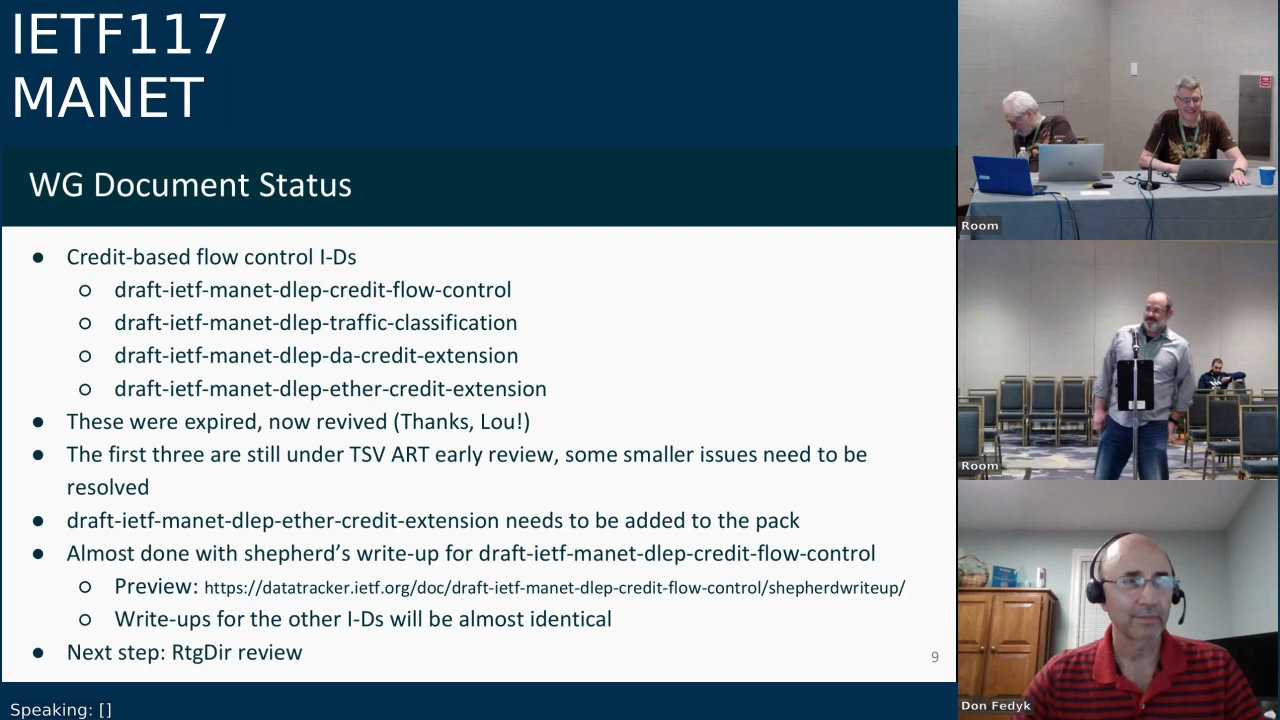 IETF117
MANET
WG Document Status
● Credit-based flow control I-Ds
○ draft-ietf-manet-dlep-credit-flow-control
○ draft-ietf-manet-dlep-traffic-classification
○ draft-ietf-manet-dlep-da-credit-extension
○ draft-ietf-manet-dlep-ether-credit-extension
● These were expired, now revived (Thanks, Lou!)
● The first three are still under TSV ART early review, some smaller issues need to be
resolved
● draft-ietf-manet-dlep-ether-credit-extension needs to be added to the pack
● Almost done with shepherd’s write-up for draft-ietf-manet-dlep-credit-flow-control
○ Preview: https://datatracker.ietf.org/doc/draft-ietf-manet-dlep-credit-flow-control/shepherdwriteup/
○ Write-ups for the other I-Ds will be almost identical
● Next step: RtgDir review
9
Speaking: []
Room
Room
Don Fedyk